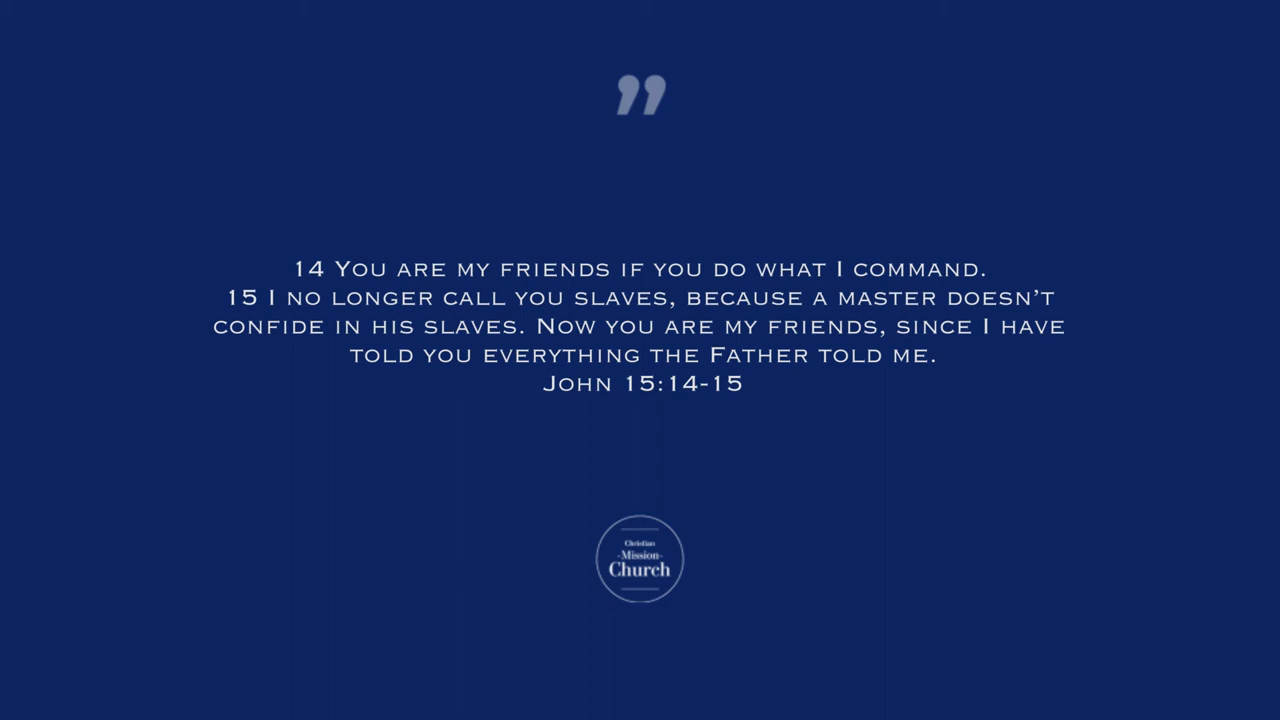 ”
14 You are my friends if you do what I command.
15 I no longer call you slaves, because a master doesn’t
confide in his slaves. Now you are my friends, since I have
told you everything the Father told me.
John 15:14-15
Christian
-Mission-
Church